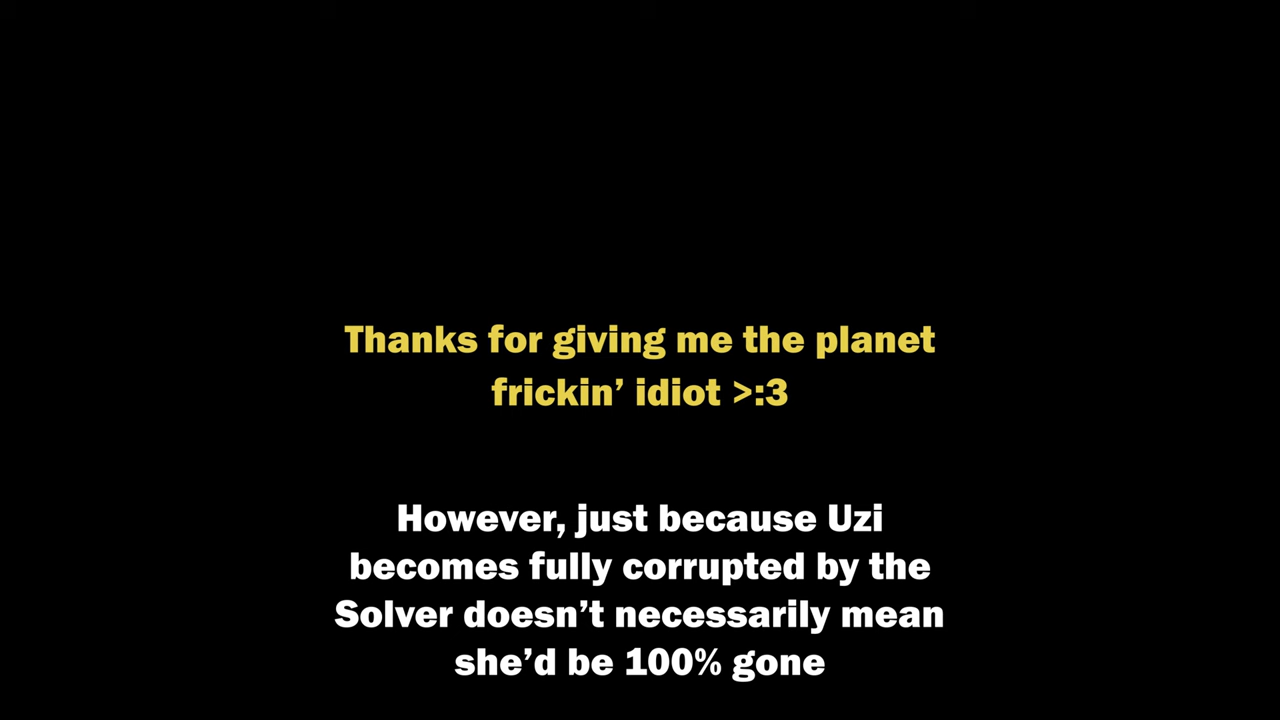 Thanks for giving me the planet
frickin’ idiot >:3
However, just because Uzi
becomes fully corrupted by the
Solver doesn’t necessarily mean
she’d be 100% gone